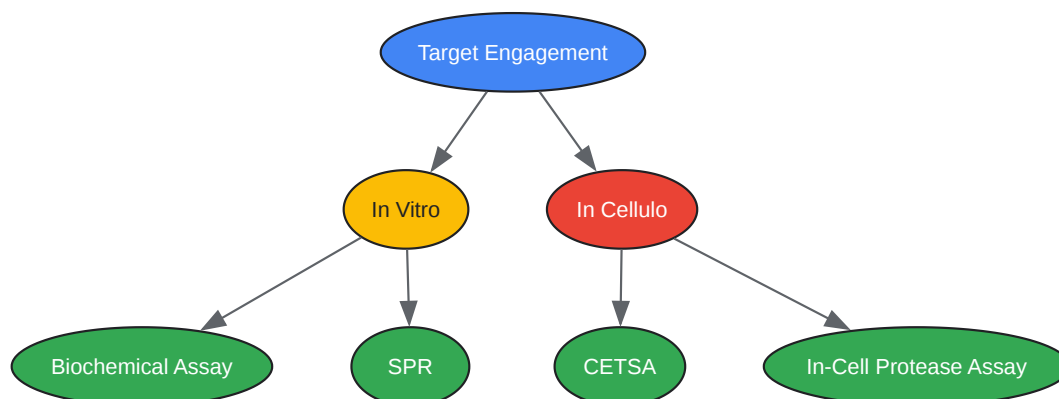 Target Engagement
In Vitro
In Cellulo
Biochemical Assay
SPR
CETSA
In-Cell Protease Assay